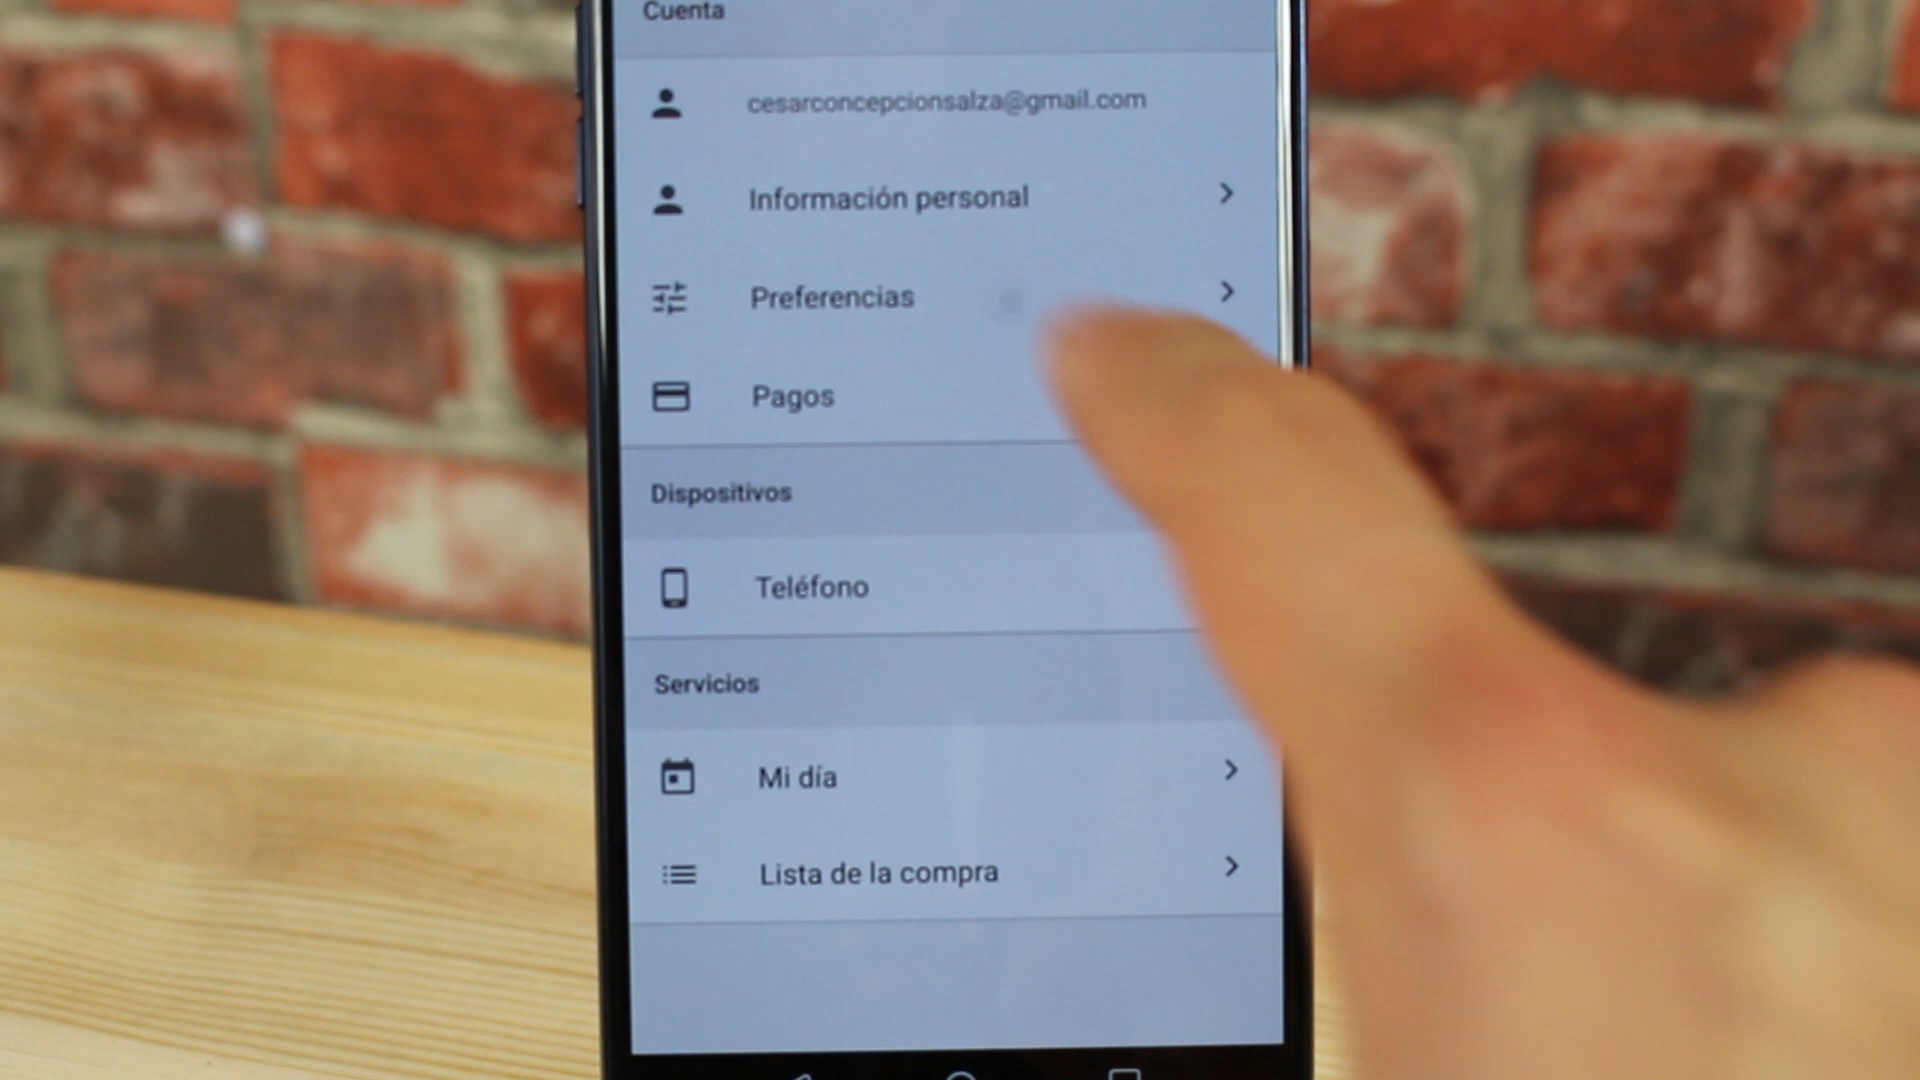 Cuenta
cesarconcepcionsalza@gmail.com
Información personal
Preferencias
Pagos
Dispositivos
Teléfono
Servicios
Mi día
Lista de la compra